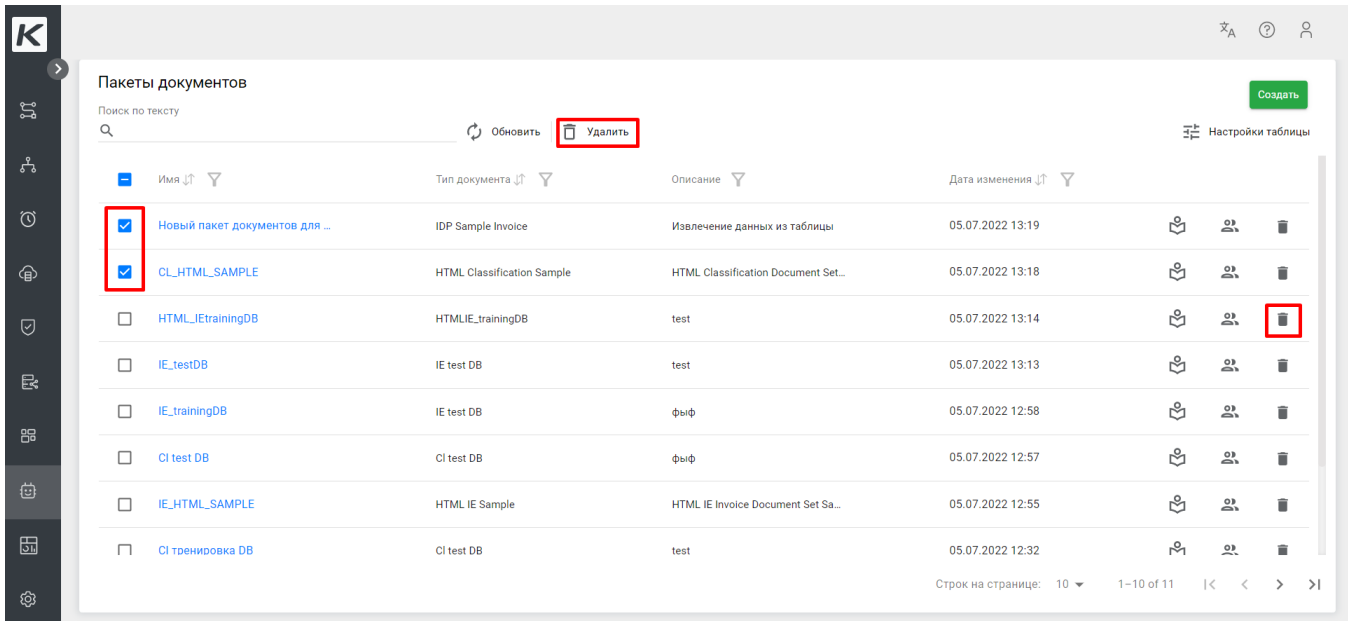 K
Пакеты документов
Создать
Поиск по тексту
Обновить Удалить Настройки таблицы
Имя Тип документа Описание Дата изменения
Новый пакет документов для ... IDP Sample Invoice Извлечение данных из таблицы 05.07.2022 13:19
CL_HTML_SAMPLE HTML Classification Sample HTML Classification Document Set... 05.07.2022 13:18
HTML_IEtrainingDB HTMLIE_trainingDB test 05.07.2022 13:14
IE_testDB IE test DB test 05.07.2022 13:13
IE_trainingDB IE test DB фыф 05.07.2022 12:58
Cl test DB Cl test DB фыф 05.07.2022 12:57
IE_HTML_SAMPLE HTML IE Sample HTML IE Invoice Document Set Sa... 05.07.2022 12:55
Cl тренировка DB Cl test DB test 05.07.2022 12:32
Строк на странице: 10 1–10 of 11